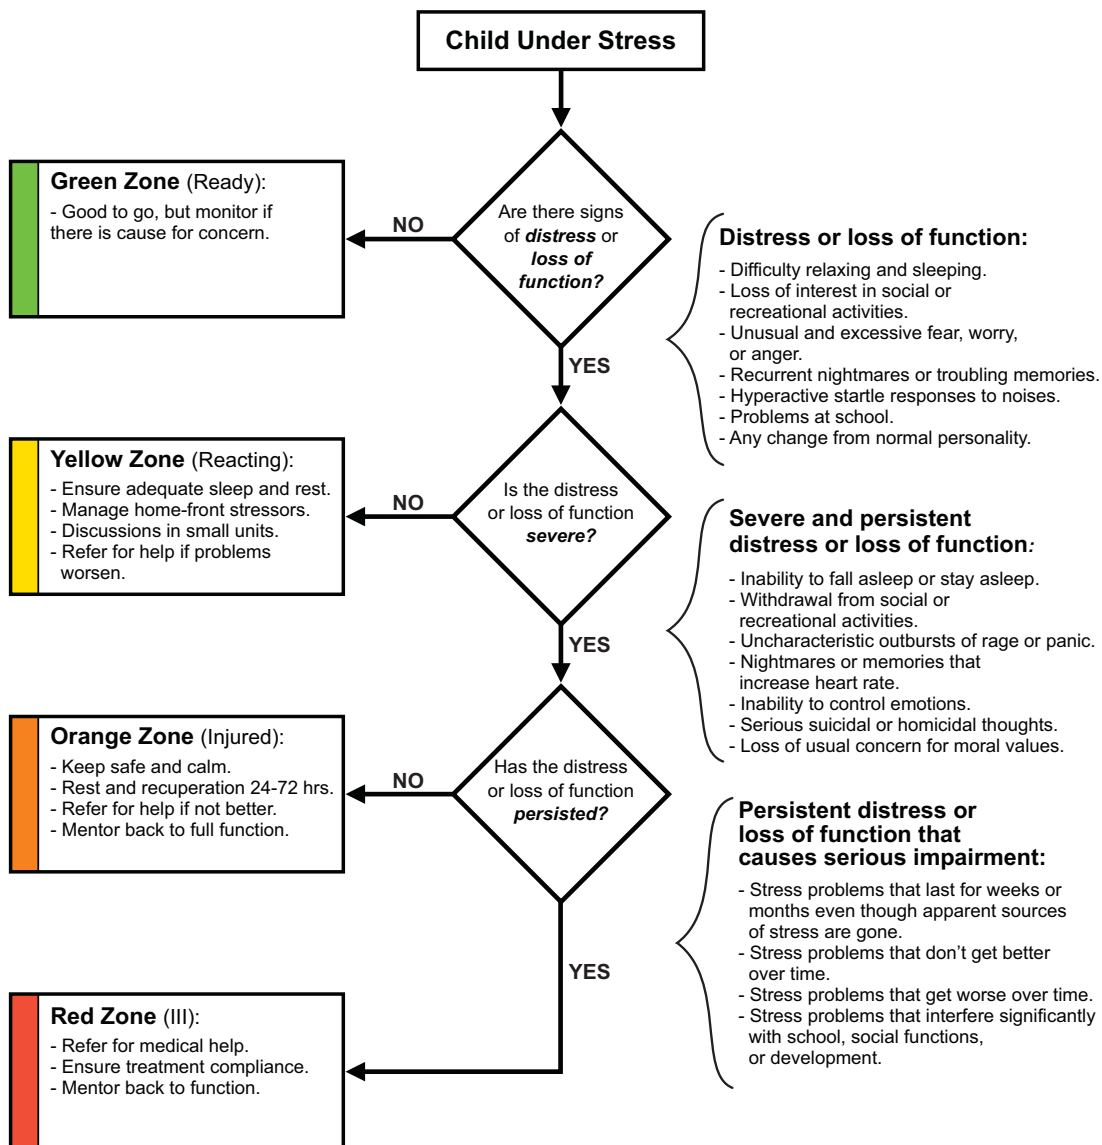 Child Under Stress
Green Zone (Ready):
- Good to go, but monitor if
there is cause for concern.
NO
Are there signs
of distress or
loss of
function?
YES
Distress or loss of function:
- Difficulty relaxing and sleeping.
- Loss of interest in social or
recreational activities.
- Unusual and excessive fear, worry,
or anger.
- Recurrent nightmares or troubling memories.
- Hyperactive startle responses to noises.
- Problems at school.
- Any change from normal personality.
Yellow Zone (Reacting):
- Ensure adequate sleep and rest.
- Manage home-front stressors.
- Discussions in small units.
- Refer for help if problems
worsen.
NO
Is the distress
or loss of function
severe?
YES
Severe and persistent
distress or loss of function:
- Inability to fall asleep or stay asleep.
- Withdrawal from social or
recreational activities.
- Uncharacteristic outbursts of rage or panic.
- Nightmares or memories that
increase heart rate.
- Inability to control emotions.
- Serious suicidal or homicidal thoughts.
- Loss of usual concern for moral values.
Orange Zone (Injured):
- Keep safe and calm.
- Rest and recuperation 24-72 hrs.
- Refer for help if not better.
- Mentor back to full function.
NO
Has the distress
or loss of function
persisted?
YES
Persistent distress or
loss of function that
causes serious impairment:
- Stress problems that last for weeks or
months even though apparent sources
of stress are gone.
- Stress problems that don’t get better
over time.
- Stress problems that get worse over time.
- Stress problems that interfere significantly
with school, social functions,
or development.
Red Zone (III):
- Refer for medical help.
- Ensure treatment compliance.
- Mentor back to function.